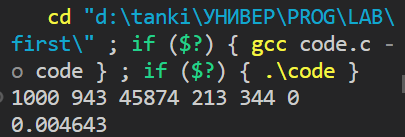 cd "d:\tanki\УНИВЕР\PROG\LAB\
first\" ; if ($?) { gcc code.c -
o code } ; if ($?) { .\code }
1000 943 45874 213 344 0
0.004643